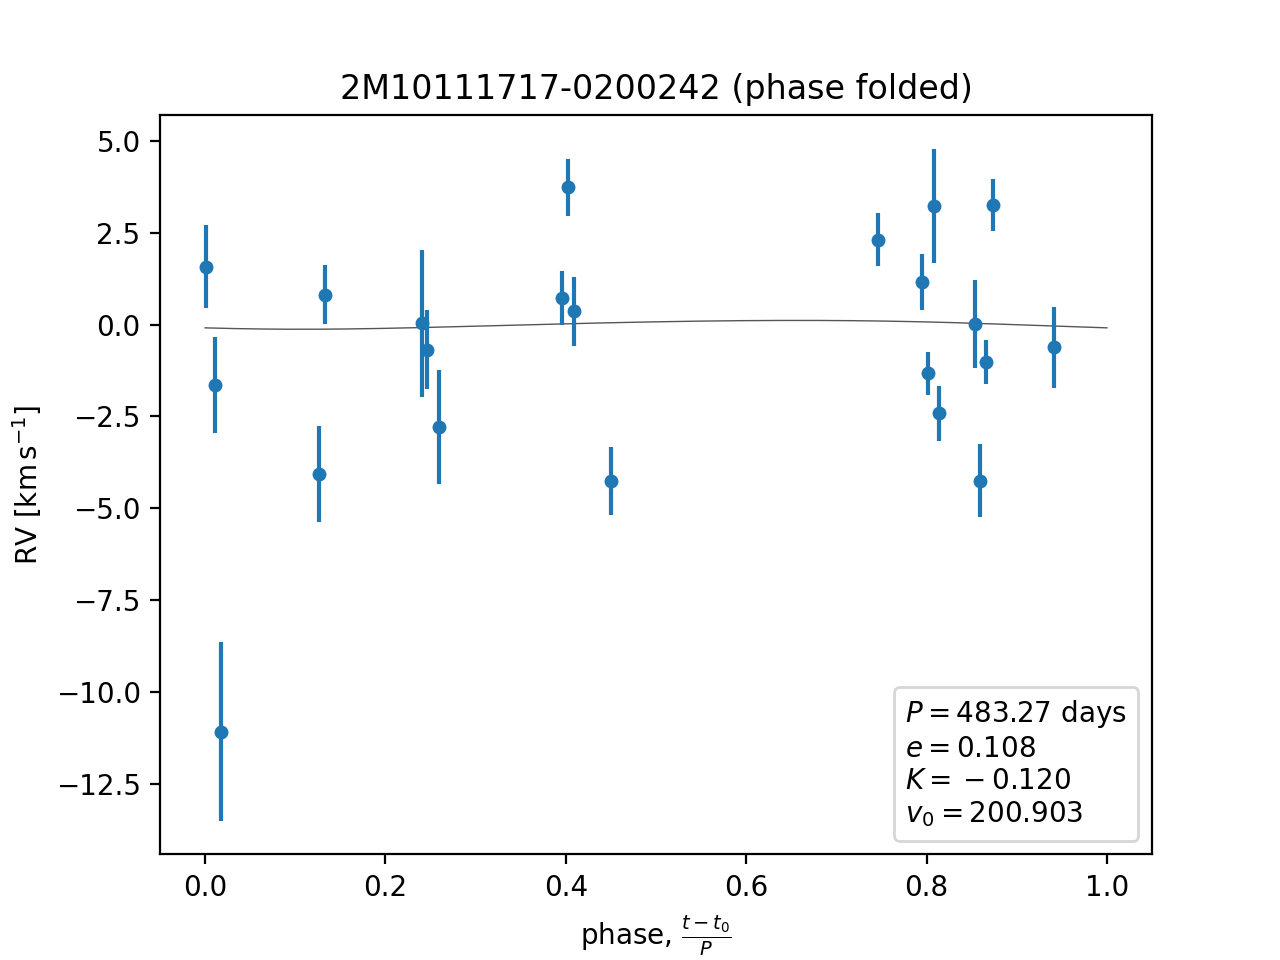 2M10111717-0200242 (phase folded)
5.0
2.5
0.0
−2.5
−5.0
−7.5
−10.0
−12.5
RV [km s⁻¹]
P = 483.27 days
e = 0.108
K = −0.120
v₀ = 200.903
0.0 0.2 0.4 0.6 0.8 1.0
phase, (t − t₀)/P